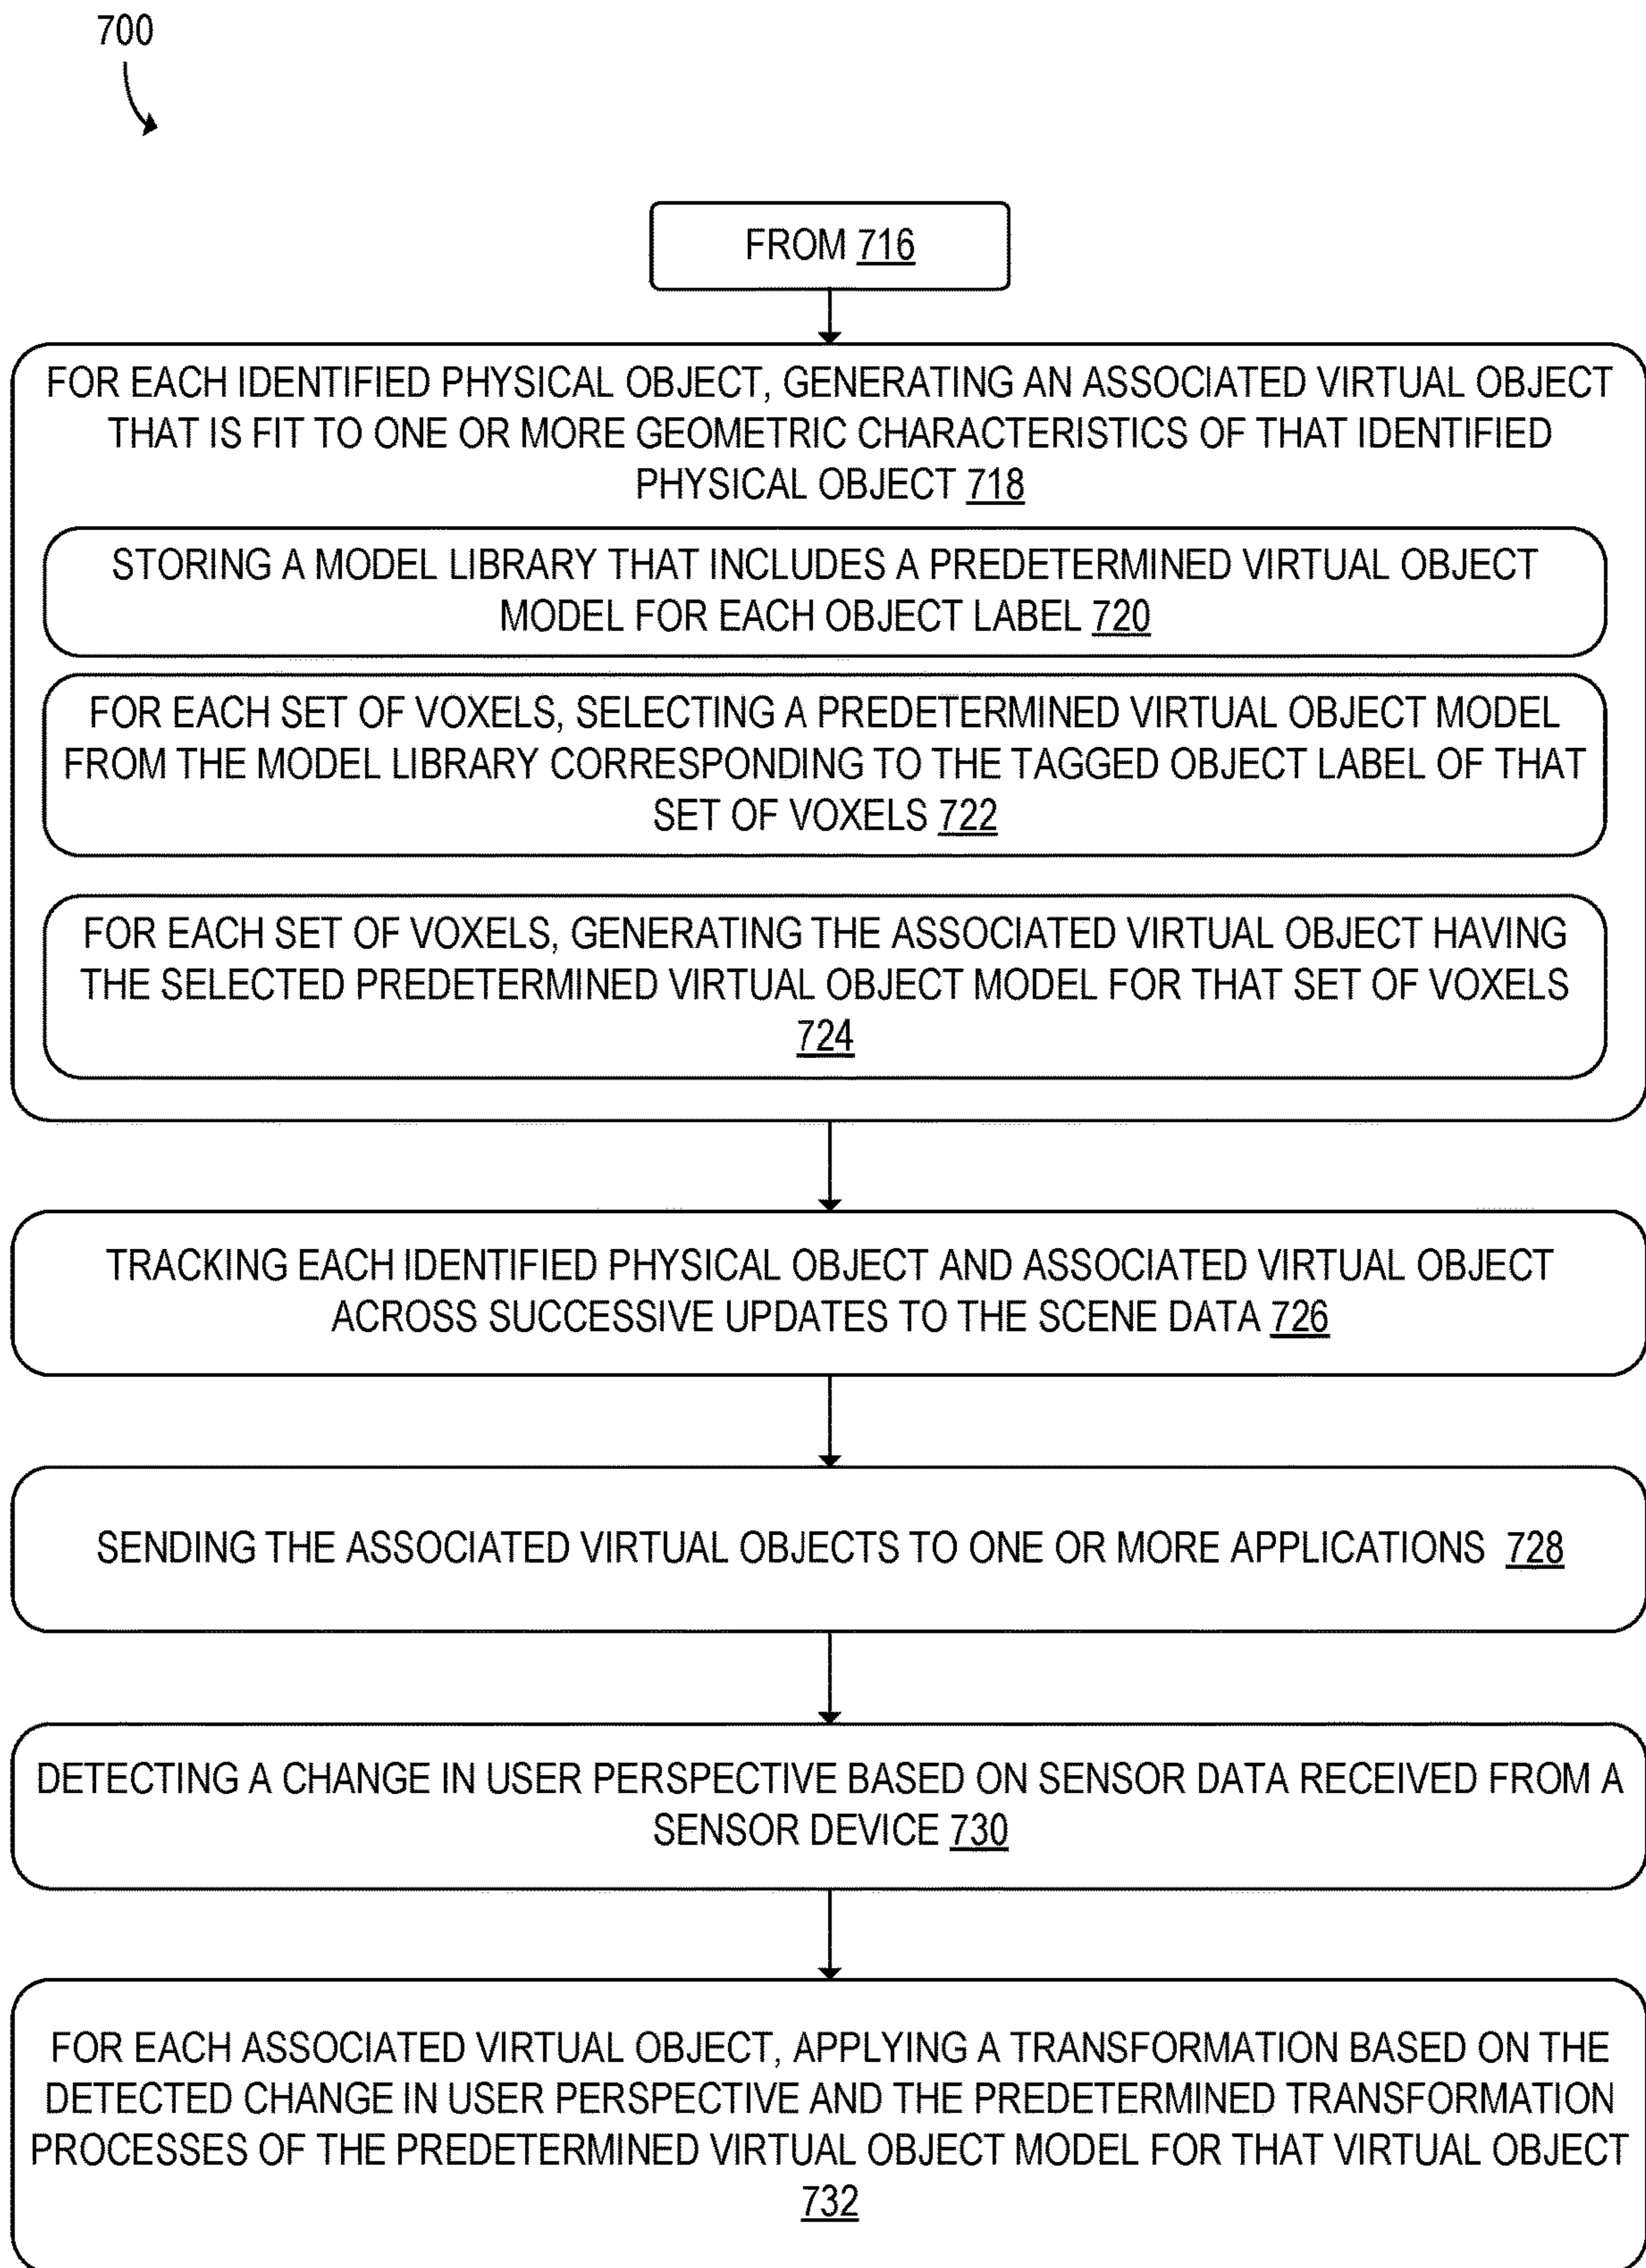 700
FROM 716
FOR EACH IDENTIFIED PHYSICAL OBJECT, GENERATING AN ASSOCIATED VIRTUAL OBJECT
THAT IS FIT TO ONE OR MORE GEOMETRIC CHARACTERISTICS OF THAT IDENTIFIED
PHYSICAL OBJECT 718
STORING A MODEL LIBRARY THAT INCLUDES A PREDETERMINED VIRTUAL OBJECT
MODEL FOR EACH OBJECT LABEL 720
FOR EACH SET OF VOXELS, SELECTING A PREDETERMINED VIRTUAL OBJECT MODEL
FROM THE MODEL LIBRARY CORRESPONDING TO THE TAGGED OBJECT LABEL OF THAT
SET OF VOXELS 722
FOR EACH SET OF VOXELS, GENERATING THE ASSOCIATED VIRTUAL OBJECT HAVING
THE SELECTED PREDETERMINED VIRTUAL OBJECT MODEL FOR THAT SET OF VOXELS
724
TRACKING EACH IDENTIFIED PHYSICAL OBJECT AND ASSOCIATED VIRTUAL OBJECT
ACROSS SUCCESSIVE UPDATES TO THE SCENE DATA 726
SENDING THE ASSOCIATED VIRTUAL OBJECTS TO ONE OR MORE APPLICATIONS 728
DETECTING A CHANGE IN USER PERSPECTIVE BASED ON SENSOR DATA RECEIVED FROM A
SENSOR DEVICE 730
FOR EACH ASSOCIATED VIRTUAL OBJECT, APPLYING A TRANSFORMATION BASED ON THE
DETECTED CHANGE IN USER PERSPECTIVE AND THE PREDETERMINED TRANSFORMATION
PROCESSES OF THE PREDETERMINED VIRTUAL OBJECT MODEL FOR THAT VIRTUAL OBJECT
732